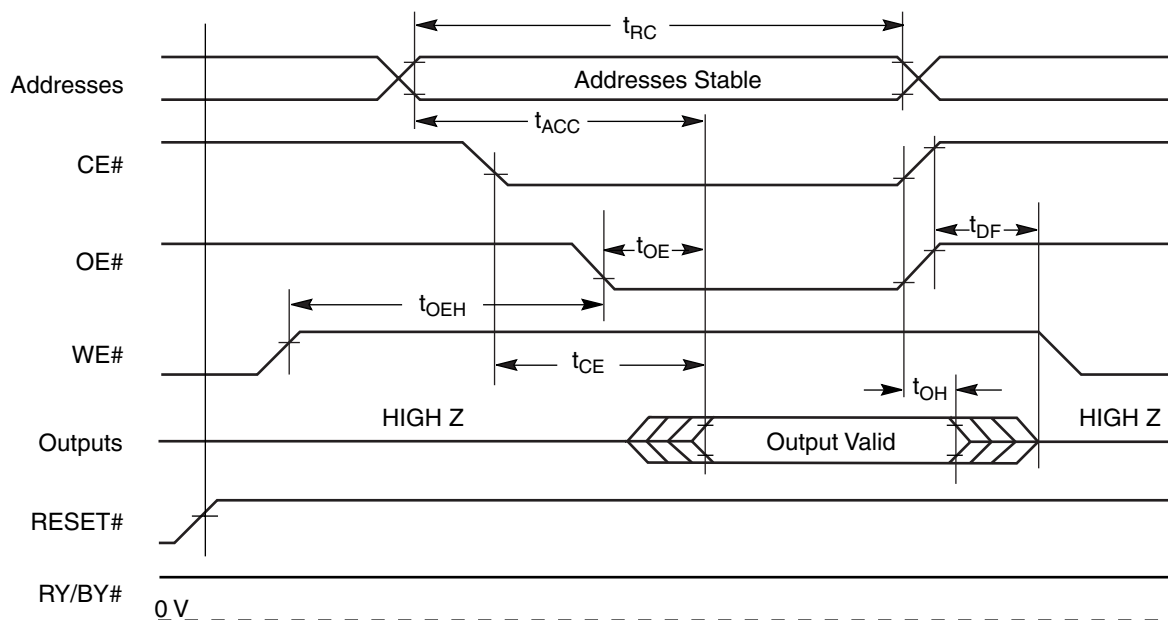 tRC
Addresses
Addresses Stable
tACC
CE#
OE#
tOE
tDF
tOEH
WE#
tCE
tOH
HIGH Z
HIGH Z
Outputs
Output Valid
RESET#
RY/BY#
0 V